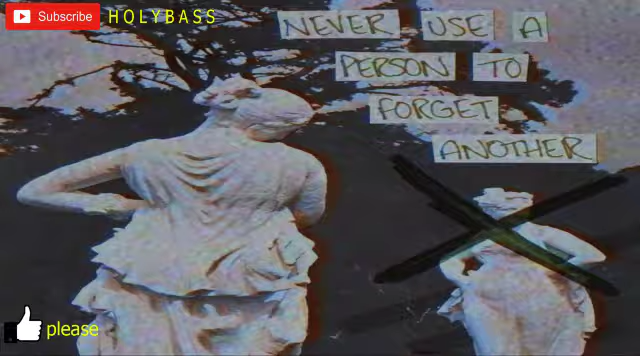 Subscribe HOLYBASS
NEVER USE A
PERSON TO
FORGET
ANOTHER
please